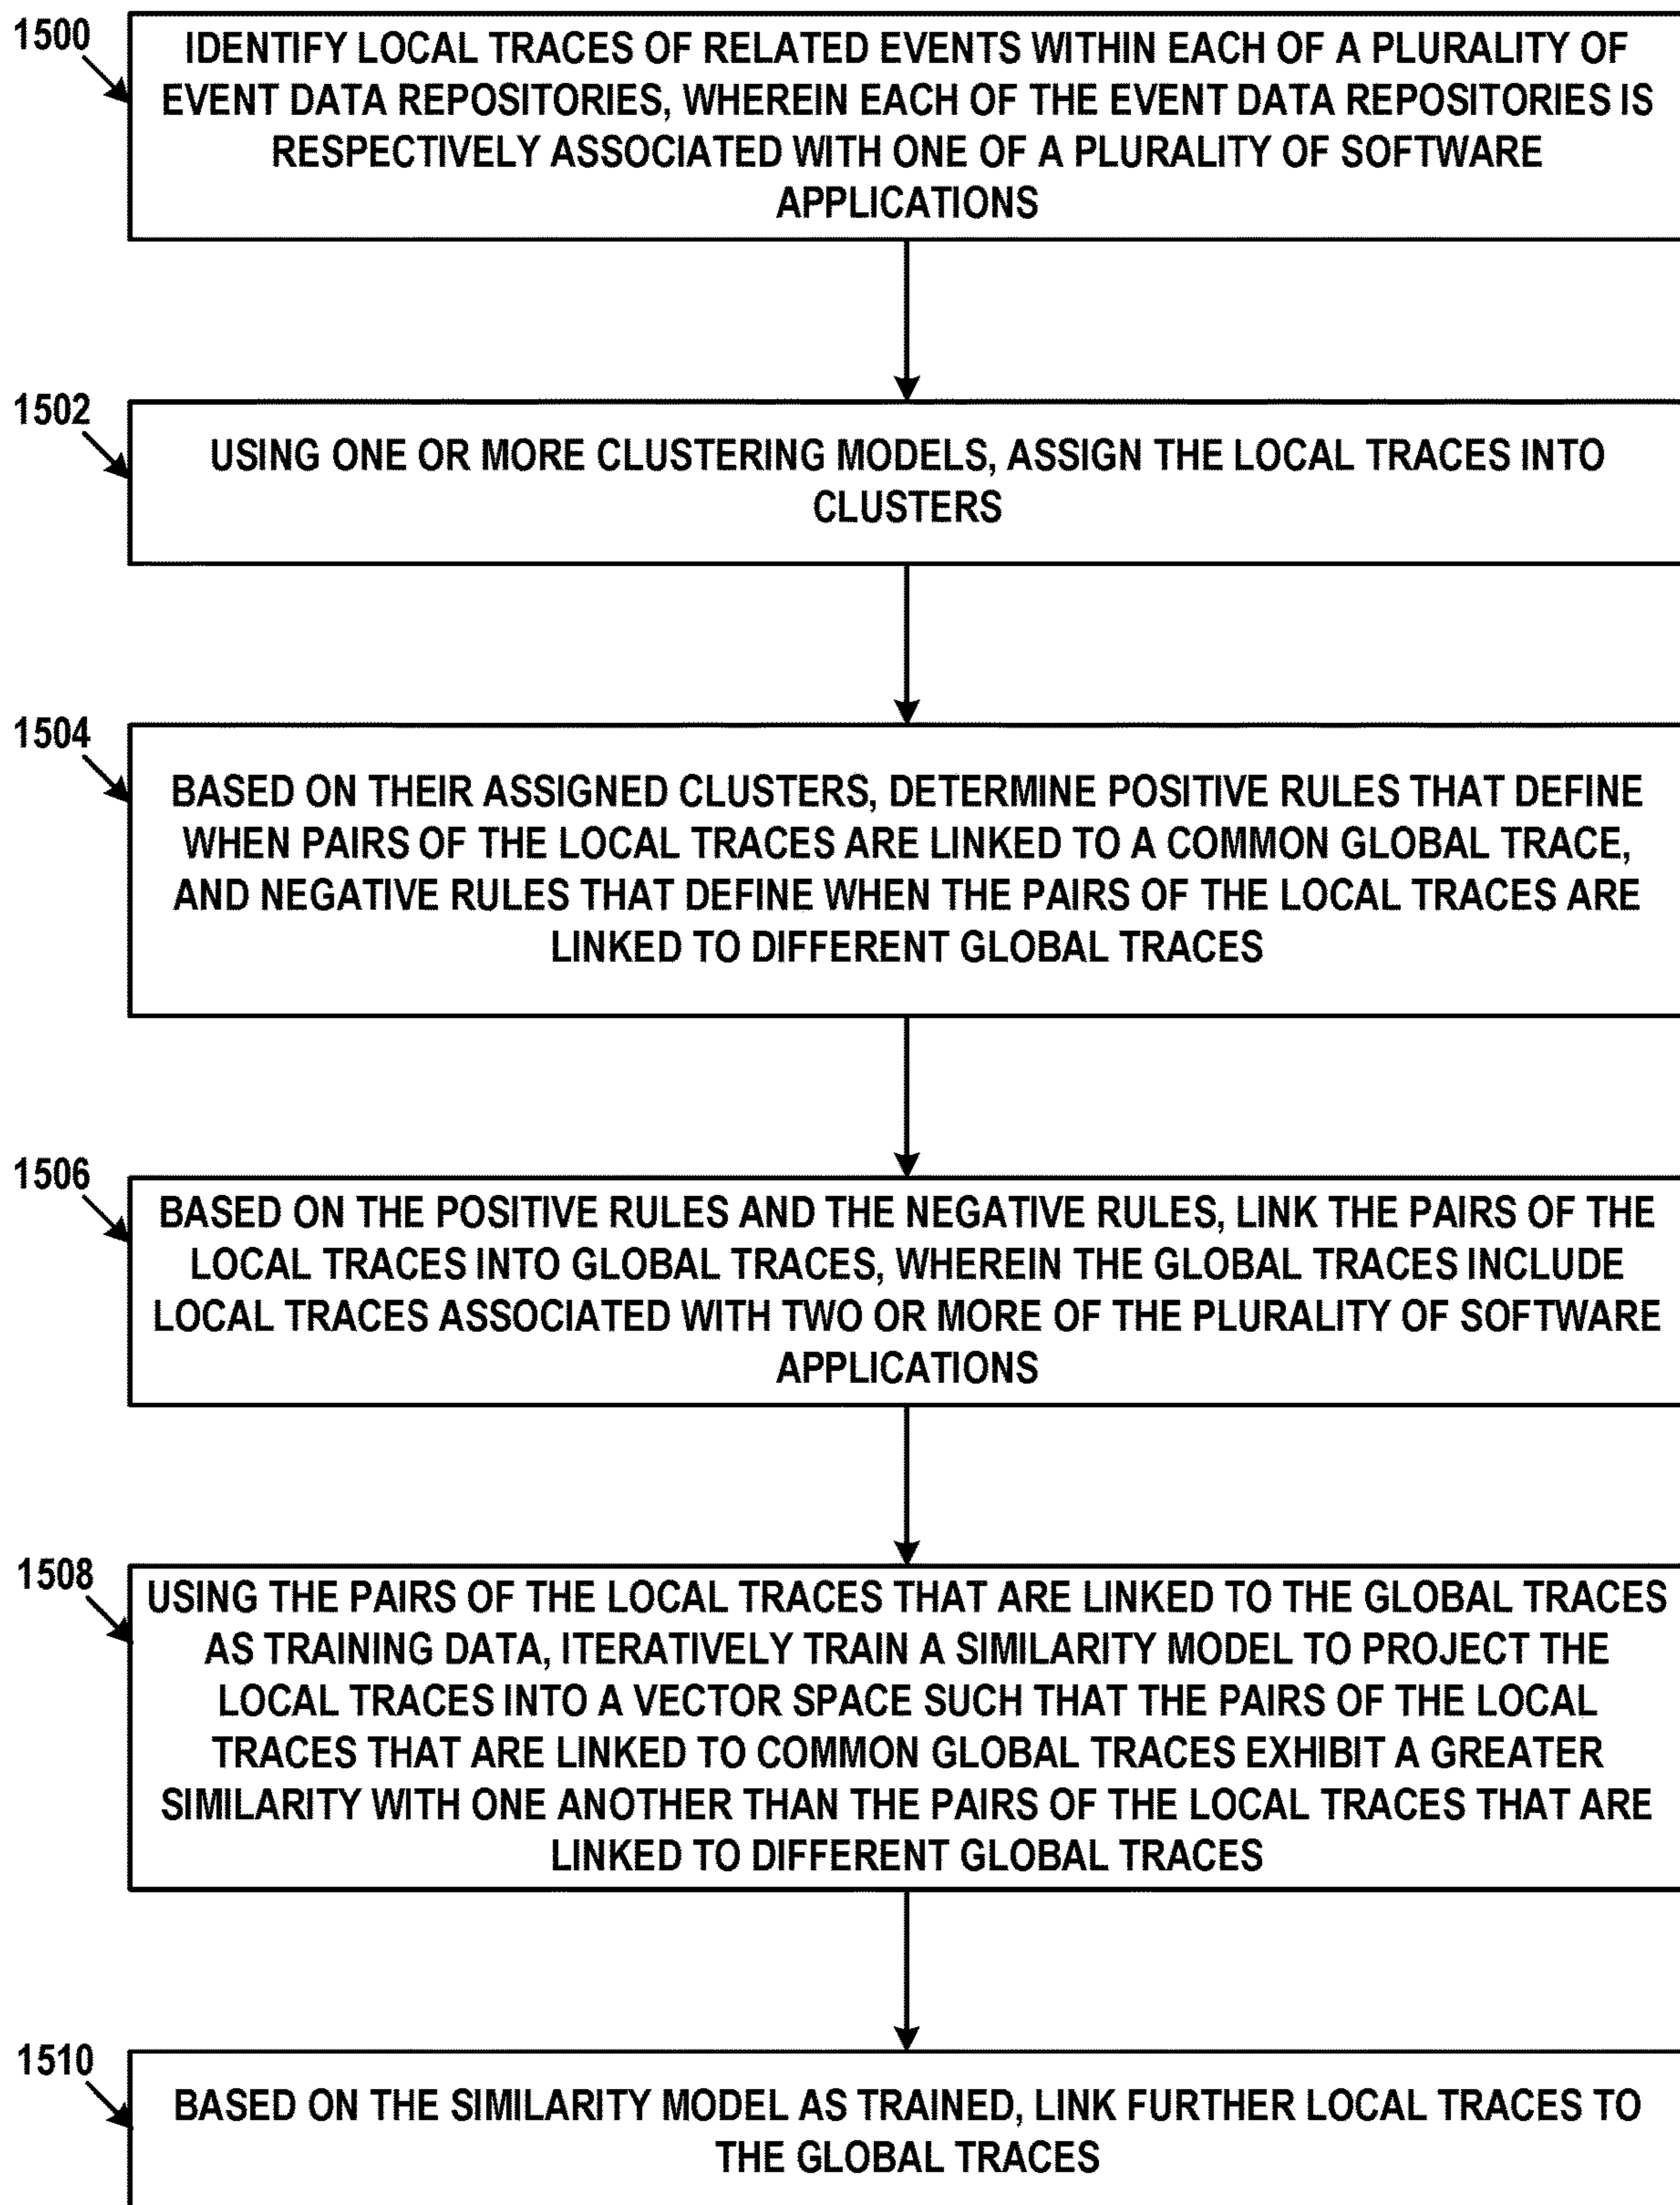 1500
IDENTIFY LOCAL TRACES OF RELATED EVENTS WITHIN EACH OF A PLURALITY OF
EVENT DATA REPOSITORIES, WHEREIN EACH OF THE EVENT DATA REPOSITORIES IS
RESPECTIVELY ASSOCIATED WITH ONE OF A PLURALITY OF SOFTWARE
APPLICATIONS
1502
USING ONE OR MORE CLUSTERING MODELS, ASSIGN THE LOCAL TRACES INTO
CLUSTERS
1504
BASED ON THEIR ASSIGNED CLUSTERS, DETERMINE POSITIVE RULES THAT DEFINE
WHEN PAIRS OF THE LOCAL TRACES ARE LINKED TO A COMMON GLOBAL TRACE,
AND NEGATIVE RULES THAT DEFINE WHEN THE PAIRS OF THE LOCAL TRACES ARE
LINKED TO DIFFERENT GLOBAL TRACES
1506
BASED ON THE POSITIVE RULES AND THE NEGATIVE RULES, LINK THE PAIRS OF THE
LOCAL TRACES INTO GLOBAL TRACES, WHEREIN THE GLOBAL TRACES INCLUDE
LOCAL TRACES ASSOCIATED WITH TWO OR MORE OF THE PLURALITY OF SOFTWARE
APPLICATIONS
1508
USING THE PAIRS OF THE LOCAL TRACES THAT ARE LINKED TO THE GLOBAL TRACES
AS TRAINING DATA, ITERATIVELY TRAIN A SIMILARITY MODEL TO PROJECT THE
LOCAL TRACES INTO A VECTOR SPACE SUCH THAT THE PAIRS OF THE LOCAL
TRACES THAT ARE LINKED TO COMMON GLOBAL TRACES EXHIBIT A GREATER
SIMILARITY WITH ONE ANOTHER THAN THE PAIRS OF THE LOCAL TRACES THAT ARE
LINKED TO DIFFERENT GLOBAL TRACES
1510
BASED ON THE SIMILARITY MODEL AS TRAINED, LINK FURTHER LOCAL TRACES TO
THE GLOBAL TRACES